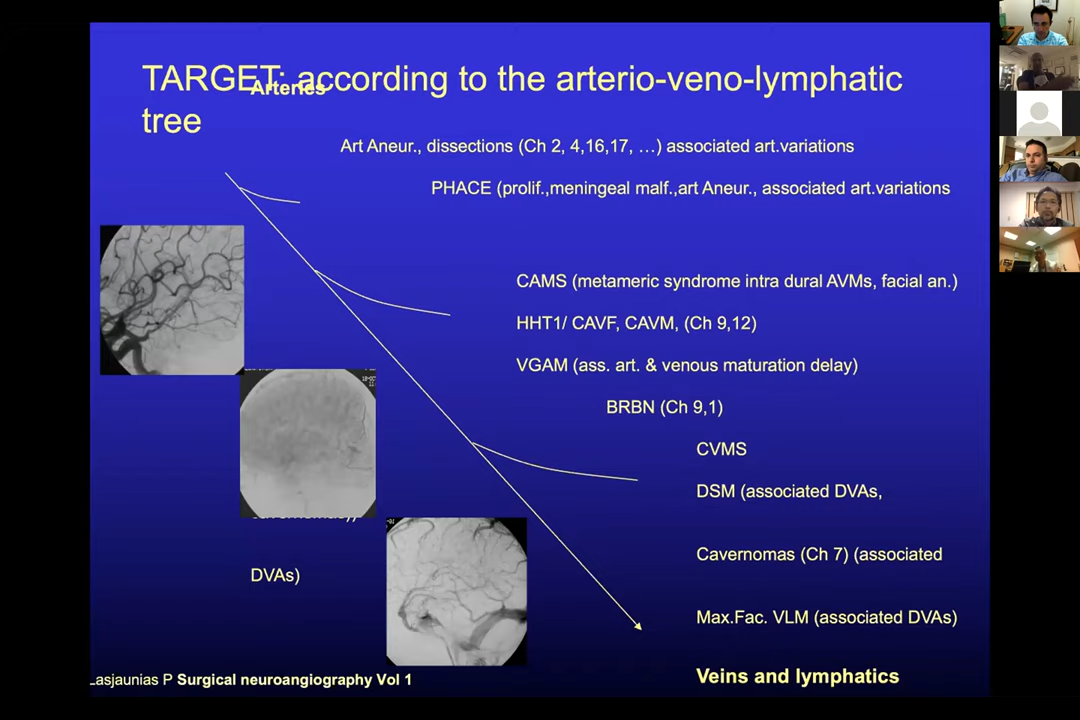 TARGET: according to the arterio-veno-lymphatic
tree
Arteries
Art Aneur., dissections (Ch 2, 4,16,17, …) associated art.variations
PHACE (prolif.,meningeal malf.,art Aneur., associated art.variations
CAMS (metameric syndrome intra dural AVMs, facial an.)
HHT1/ CAVF, CAVM, (Ch 9,12)
VGAM (ass. art. & venous maturation delay)
BRBN (Ch 9,1)
CVMS
DSM (associated DVAs,
Cavernomas (Ch 7) (associated
DVAs)
Max.Fac. VLM (associated DVAs)
Veins and lymphatics
Lasjaunias P Surgical neuroangiography Vol 1